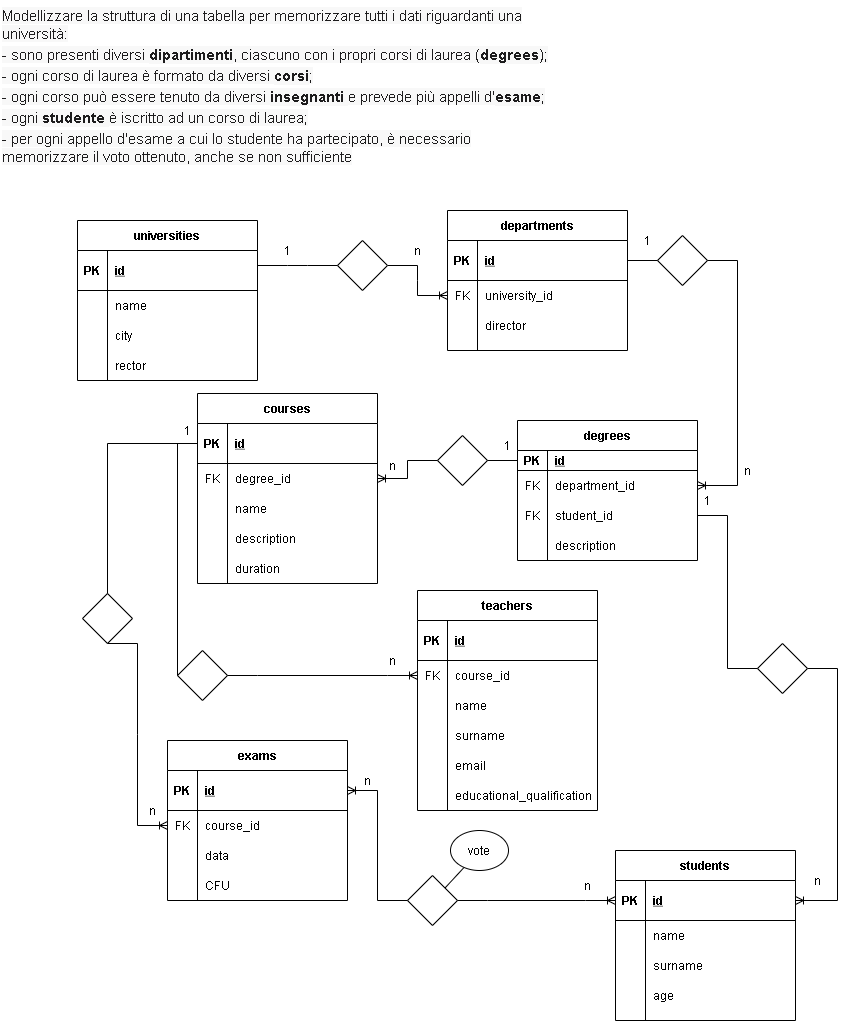 Modellizzare la struttura di una tabella per memorizzare tutti i dati riguardanti una
università:
- sono presenti diversi dipartimenti, ciascuno con i propri corsi di laurea (degrees);
- ogni corso di laurea è formato da diversi corsi;
- ogni corso può essere tenuto da diversi insegnanti e prevede più appelli d'esame;
- ogni studente è iscritto ad un corso di laurea;
- per ogni appello d'esame a cui lo studente ha partecipato, è necessario
memorizzare il voto ottenuto, anche se non sufficiente
universities
PK id
name
city
rector
1
n
departments
PK id
FK university_id
director
1
n
courses
PK id
FK degree_id
name
description
duration
1
n
1
degrees
PK id
FK department_id
FK student_id
description
1
teachers
PK id
FK course_id
name
surname
email
educational_qualification
n
exams
PK id
FK course_id
data
CFU
n
n
vote
n
students
PK id
name
surname
age
n